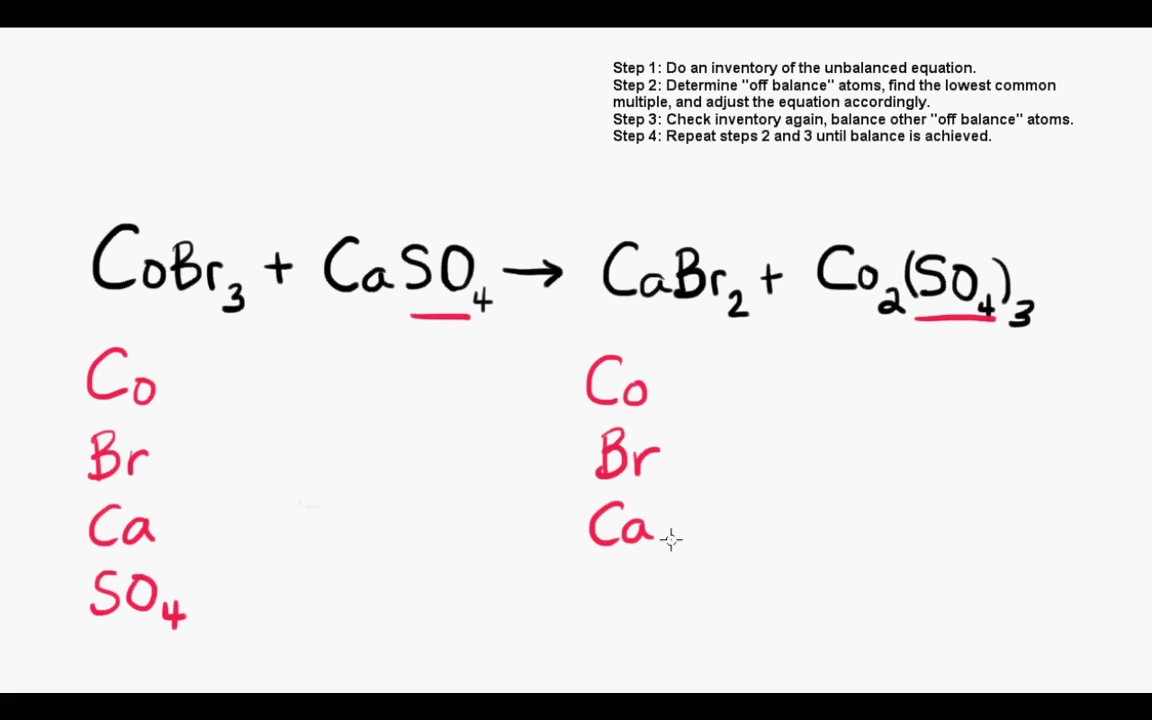 Step 1: Do an inventory of the unbalanced equation.
Step 2: Determine "off balance" atoms, find the lowest common
multiple, and adjust the equation accordingly.
Step 3: Check inventory again, balance other "off balance" atoms.
Step 4: Repeat steps 2 and 3 until balance is achieved.
CoBr₃ + CaSO₄ → CaBr₂ + Co₂(SO₄)₃
Co Co
Br Br
Ca Ca
SO₄